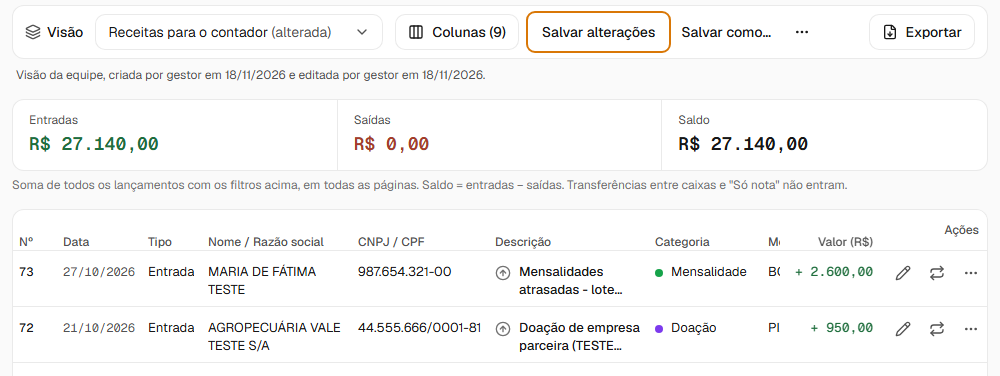 Visão
Receitas para o contador (alterada)
Colunas (9)
Salvar alterações
Salvar como...
Exportar
Visão da equipe, criada por gestor em 18/11/2026 e editada por gestor em 18/11/2026.
Entradas
R$ 27.140,00
Saídas
R$ 0,00
Saldo
R$ 27.140,00
Soma de todos os lançamentos com os filtros acima, em todas as páginas. Saldo = entradas – saídas. Transferências entre caixas e "Só nota" não entram.
Nº Data Tipo Nome / Razão social CNPJ / CPF Descrição Categoria Valor (R$) Ações
73 27/10/2026 Entrada MARIA DE FÁTIMA 987.654.321-00 Mensalidades Mensalidade + 2.600,00
TESTE atrasadas - lote...
72 21/10/2026 Entrada AGROPECUÁRIA VALE 44.555.666/0001-81 Doação de empresa Doação + 950,00
TESTE S/A parceira (TESTE...